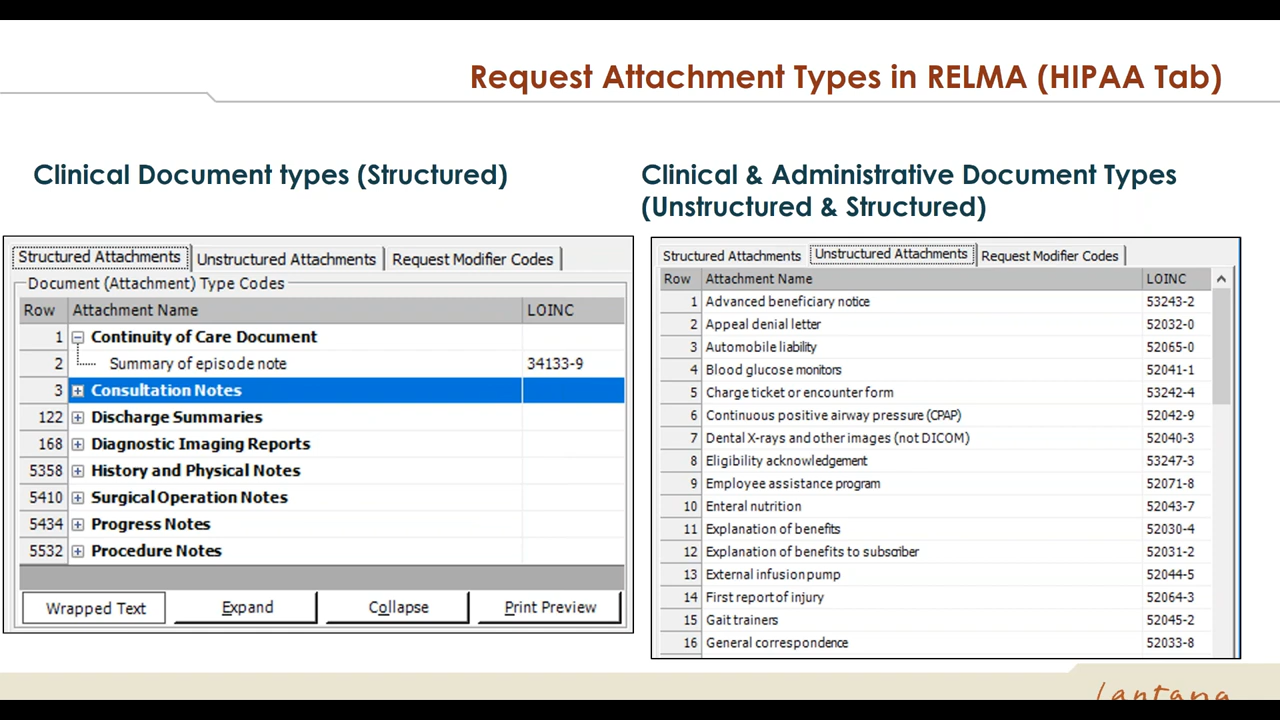 Request Attachment Types in RELMA (HIPAA Tab)
Clinical Document types (Structured)
Structured Attachments Unstructured Attachments Request Modifier Codes
Document (Attachment) Type Codes
Row Attachment Name LOINC
1 Continuity of Care Document
2 Summary of episode note 34133-9
3 Consultation Notes
122 Discharge Summaries
168 Diagnostic Imaging Reports
5358 History and Physical Notes
5410 Surgical Operation Notes
5434 Progress Notes
5532 Procedure Notes
Wrapped Text Expand Collapse Print Preview
Clinical & Administrative Document Types
(Unstructured & Structured)
Structured Attachments Unstructured Attachments Request Modifier Codes
Row Attachment Name LOINC
1 Advanced beneficiary notice 53243-2
2 Appeal denial letter 52032-0
3 Automobile liability 52065-0
4 Blood glucose monitors 52041-1
5 Charge ticket or encounter form 53242-4
6 Continuous positive airway pressure (CPAP) 52042-9
7 Dental X-rays and other images (not DICOM) 52040-3
8 Eligibility acknowledgement 53247-3
9 Employee assistance program 52071-8
10 Enteral nutrition 52043-7
11 Explanation of benefits 52030-4
12 Explanation of benefits to subscriber 52031-2
13 External infusion pump 52044-5
14 First report of injury 52064-3
15 Gait trainers 52045-2
16 General correspondence 52033-8
Lantana